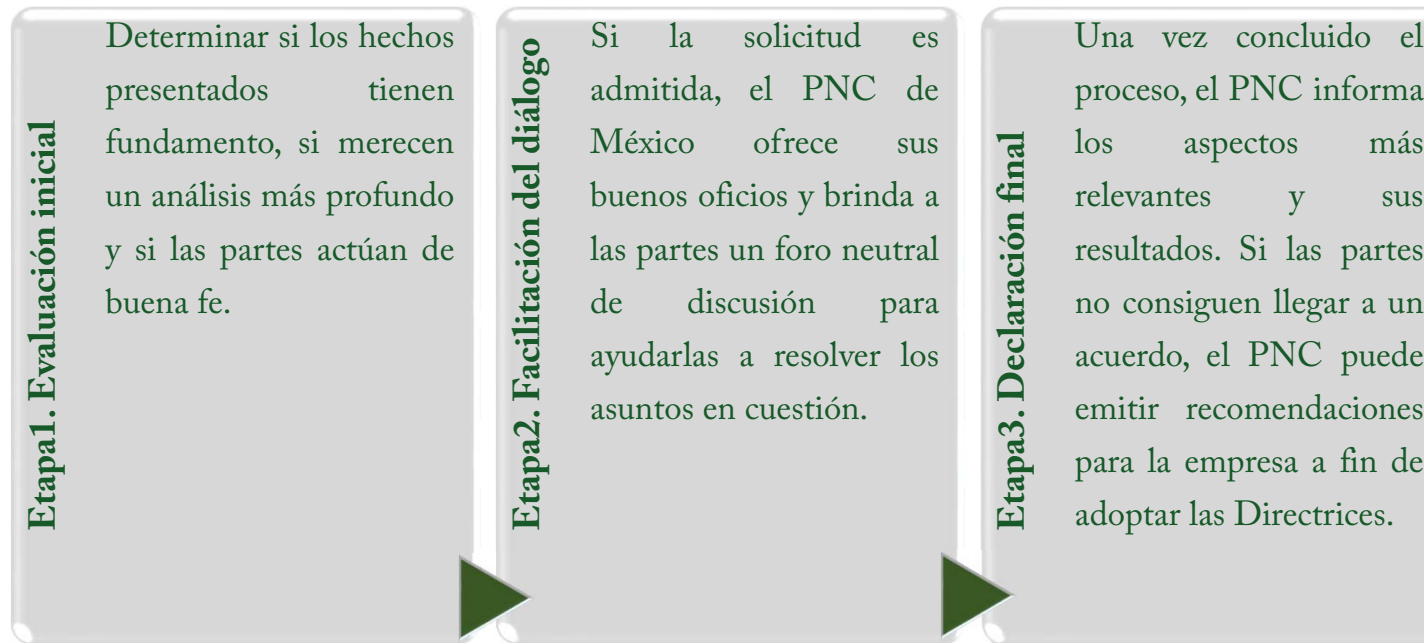 Etapa1. Evaluación inicial
Determinar si los hechos
presentados tienen
fundamento, si merecen
un análisis más profundo
y si las partes actúan de
buena fe.
Etapa2. Facilitación del diálogo
Si la solicitud es
admitida, el PNC de
México ofrece sus
buenos oficios y brinda a
las partes un foro neutral
de discusión para
ayudarlas a resolver los
asuntos en cuestión.
Etapa3. Declaración final
Una vez concluido el
proceso, el PNC informa
los aspectos más
relevantes y sus
resultados. Si las partes
no consiguen llegar a un
acuerdo, el PNC puede
emitir recomendaciones
para la empresa a fin de
adoptar las Directrices.